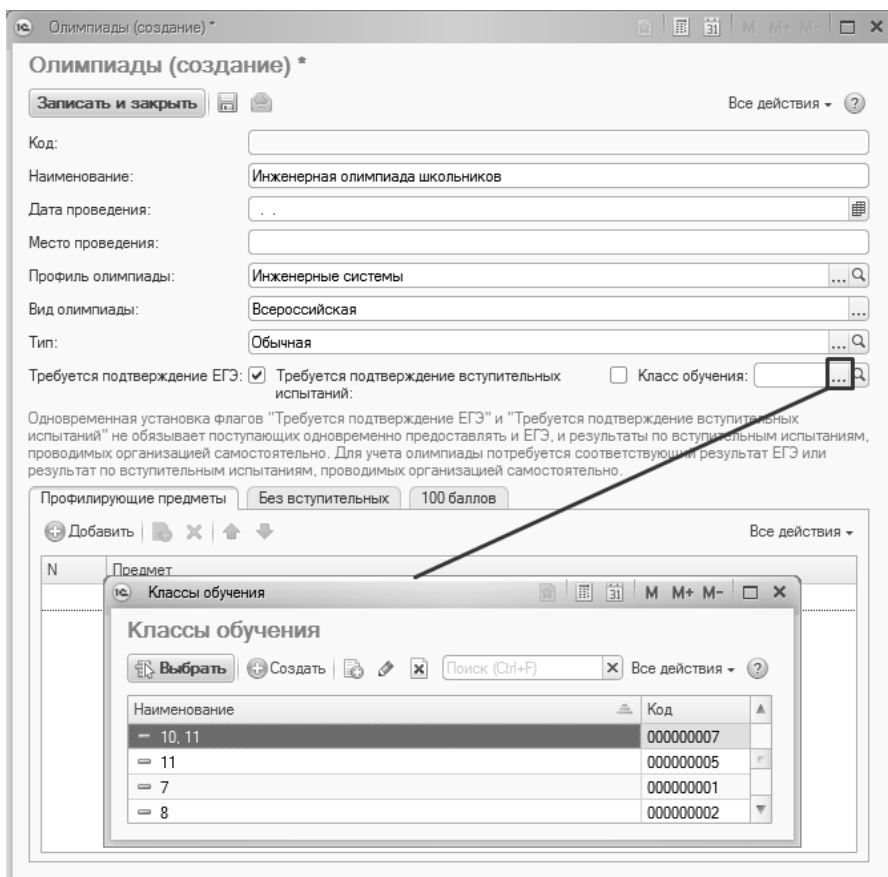 Олимпиады (создание) *
M M+ M-
Олимпиады (создание) *
Записать и закрыть
Все действия
?
Код:
Наименование: Инженерная олимпиада школьников
Дата проведения: . .
Место проведения:
Профиль олимпиады: Инженерные системы ...
Вид олимпиады: Всероссийская ...
Тип: Обычная ...
Требуется подтверждение ЕГЭ: Требуется подтверждение вступительных испытаний: Класс обучения: ...
Одновременная установка флагов "Требуется подтверждение ЕГЭ" и "Требуется подтверждение вступительных
испытаний" не обязывает поступающих одновременно предоставлять и ЕГЭ, и результаты по вступительным испытаниям,
проводимых организацией самостоятельно. Для учета олимпиады потребуется соответствующий результат ЕГЭ или
результат по вступительным испытаниям, проводимых организацией самостоятельно.
Профилирующие предметы Без вступительных 100 баллов
Добавить Все действия
N Предмет
Классы обучения
31 M M+ M-
Классы обучения
Выбрать Создать Поиск (Ctrl+F) Все действия ?
Наименование Код
10, 11 000000007
11 000000005
7 000000001
8 000000002